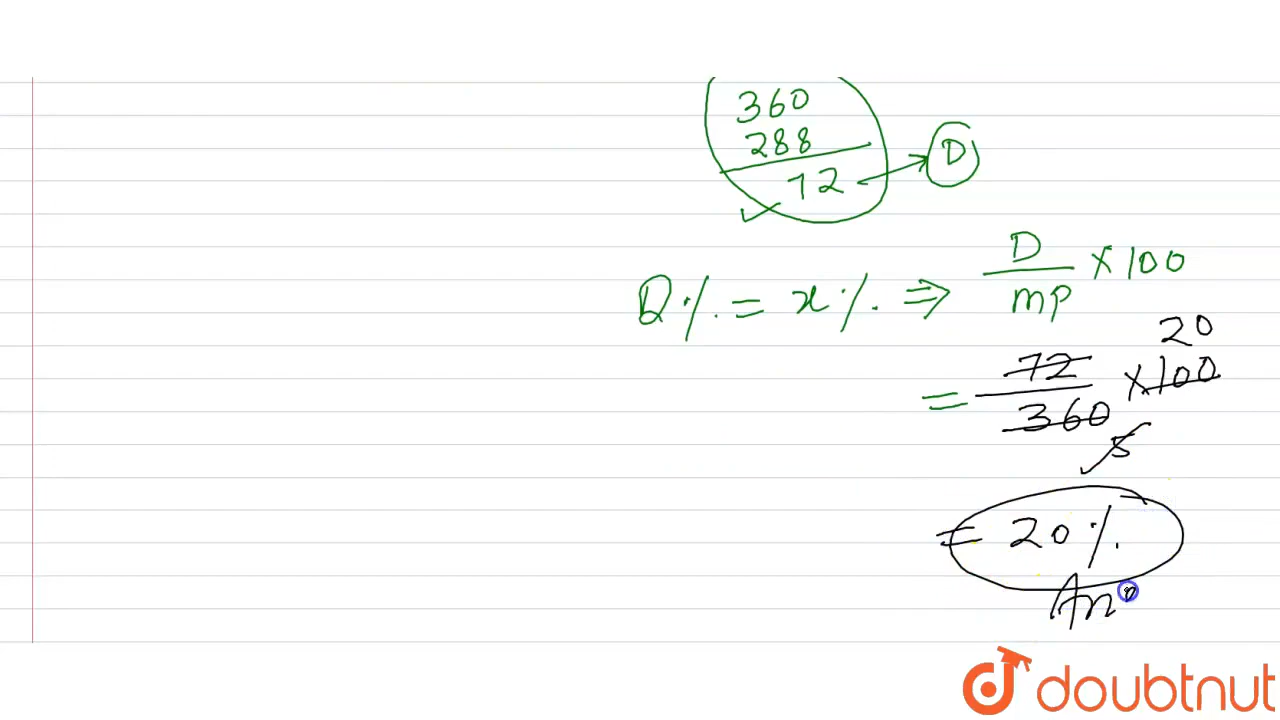 360
288
72 → D
D% = x% ⇒ D/mp × 100
= 72/360 × 100
20
5
= 20%
Ans
doubtnut